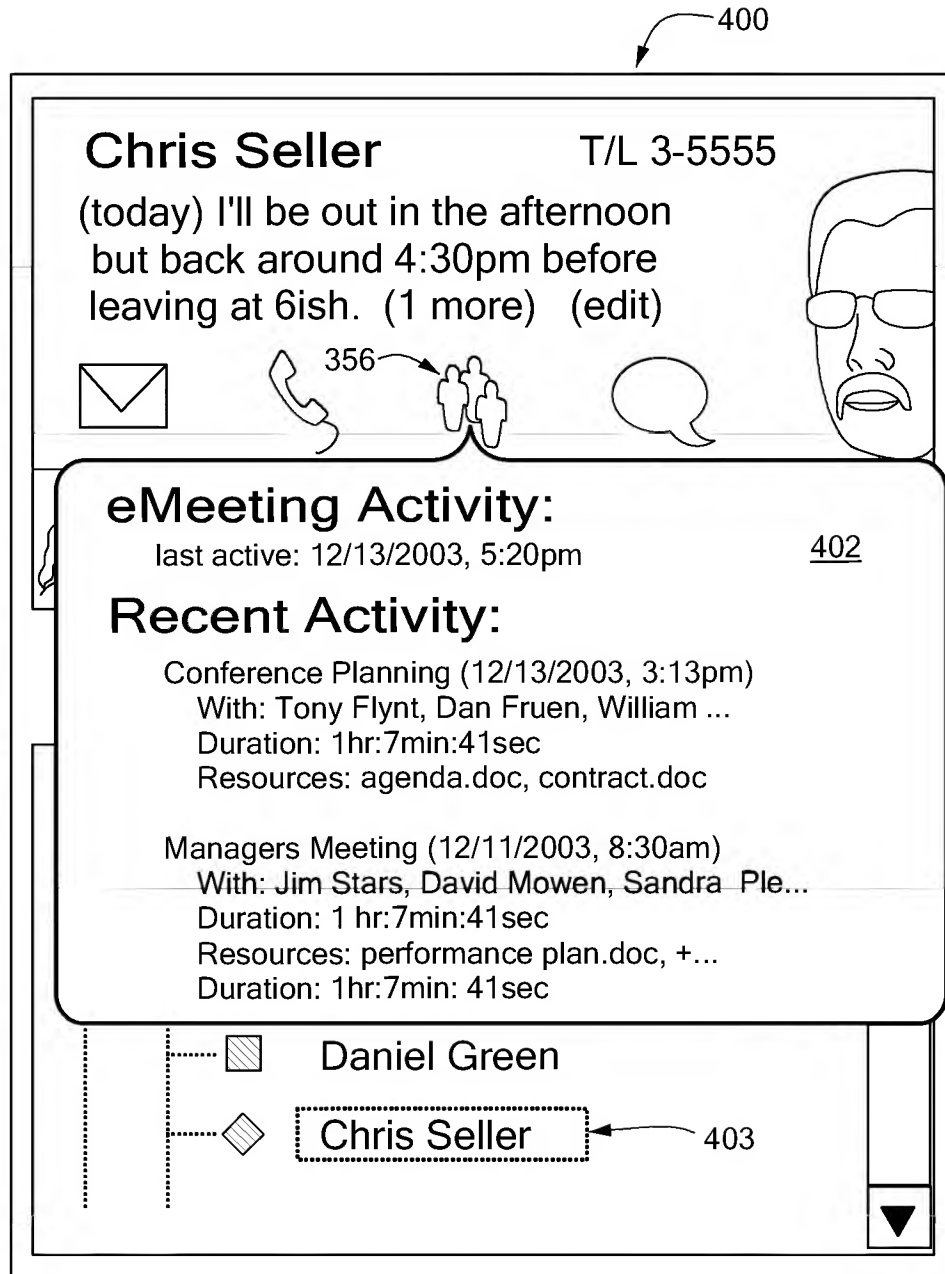 400
Chris Seller T/L 3-5555
(today) I'll be out in the afternoon
but back around 4:30pm before
leaving at 6ish. (1 more) (edit)
356
eMeeting Activity:
last active: 12/13/2003, 5:20pm 402
Recent Activity:
Conference Planning (12/13/2003, 3:13pm)
With: Tony Flynt, Dan Fruen, William ...
Duration: 1hr:7min:41sec
Resources: agenda.doc, contract.doc
Managers Meeting (12/11/2003, 8:30am)
With: Jim Stars, David Mowen, Sandra Ple...
Duration: 1 hr:7min:41sec
Resources: performance plan.doc, +...
Duration: 1hr:7min: 41sec
Daniel Green
Chris Seller 403